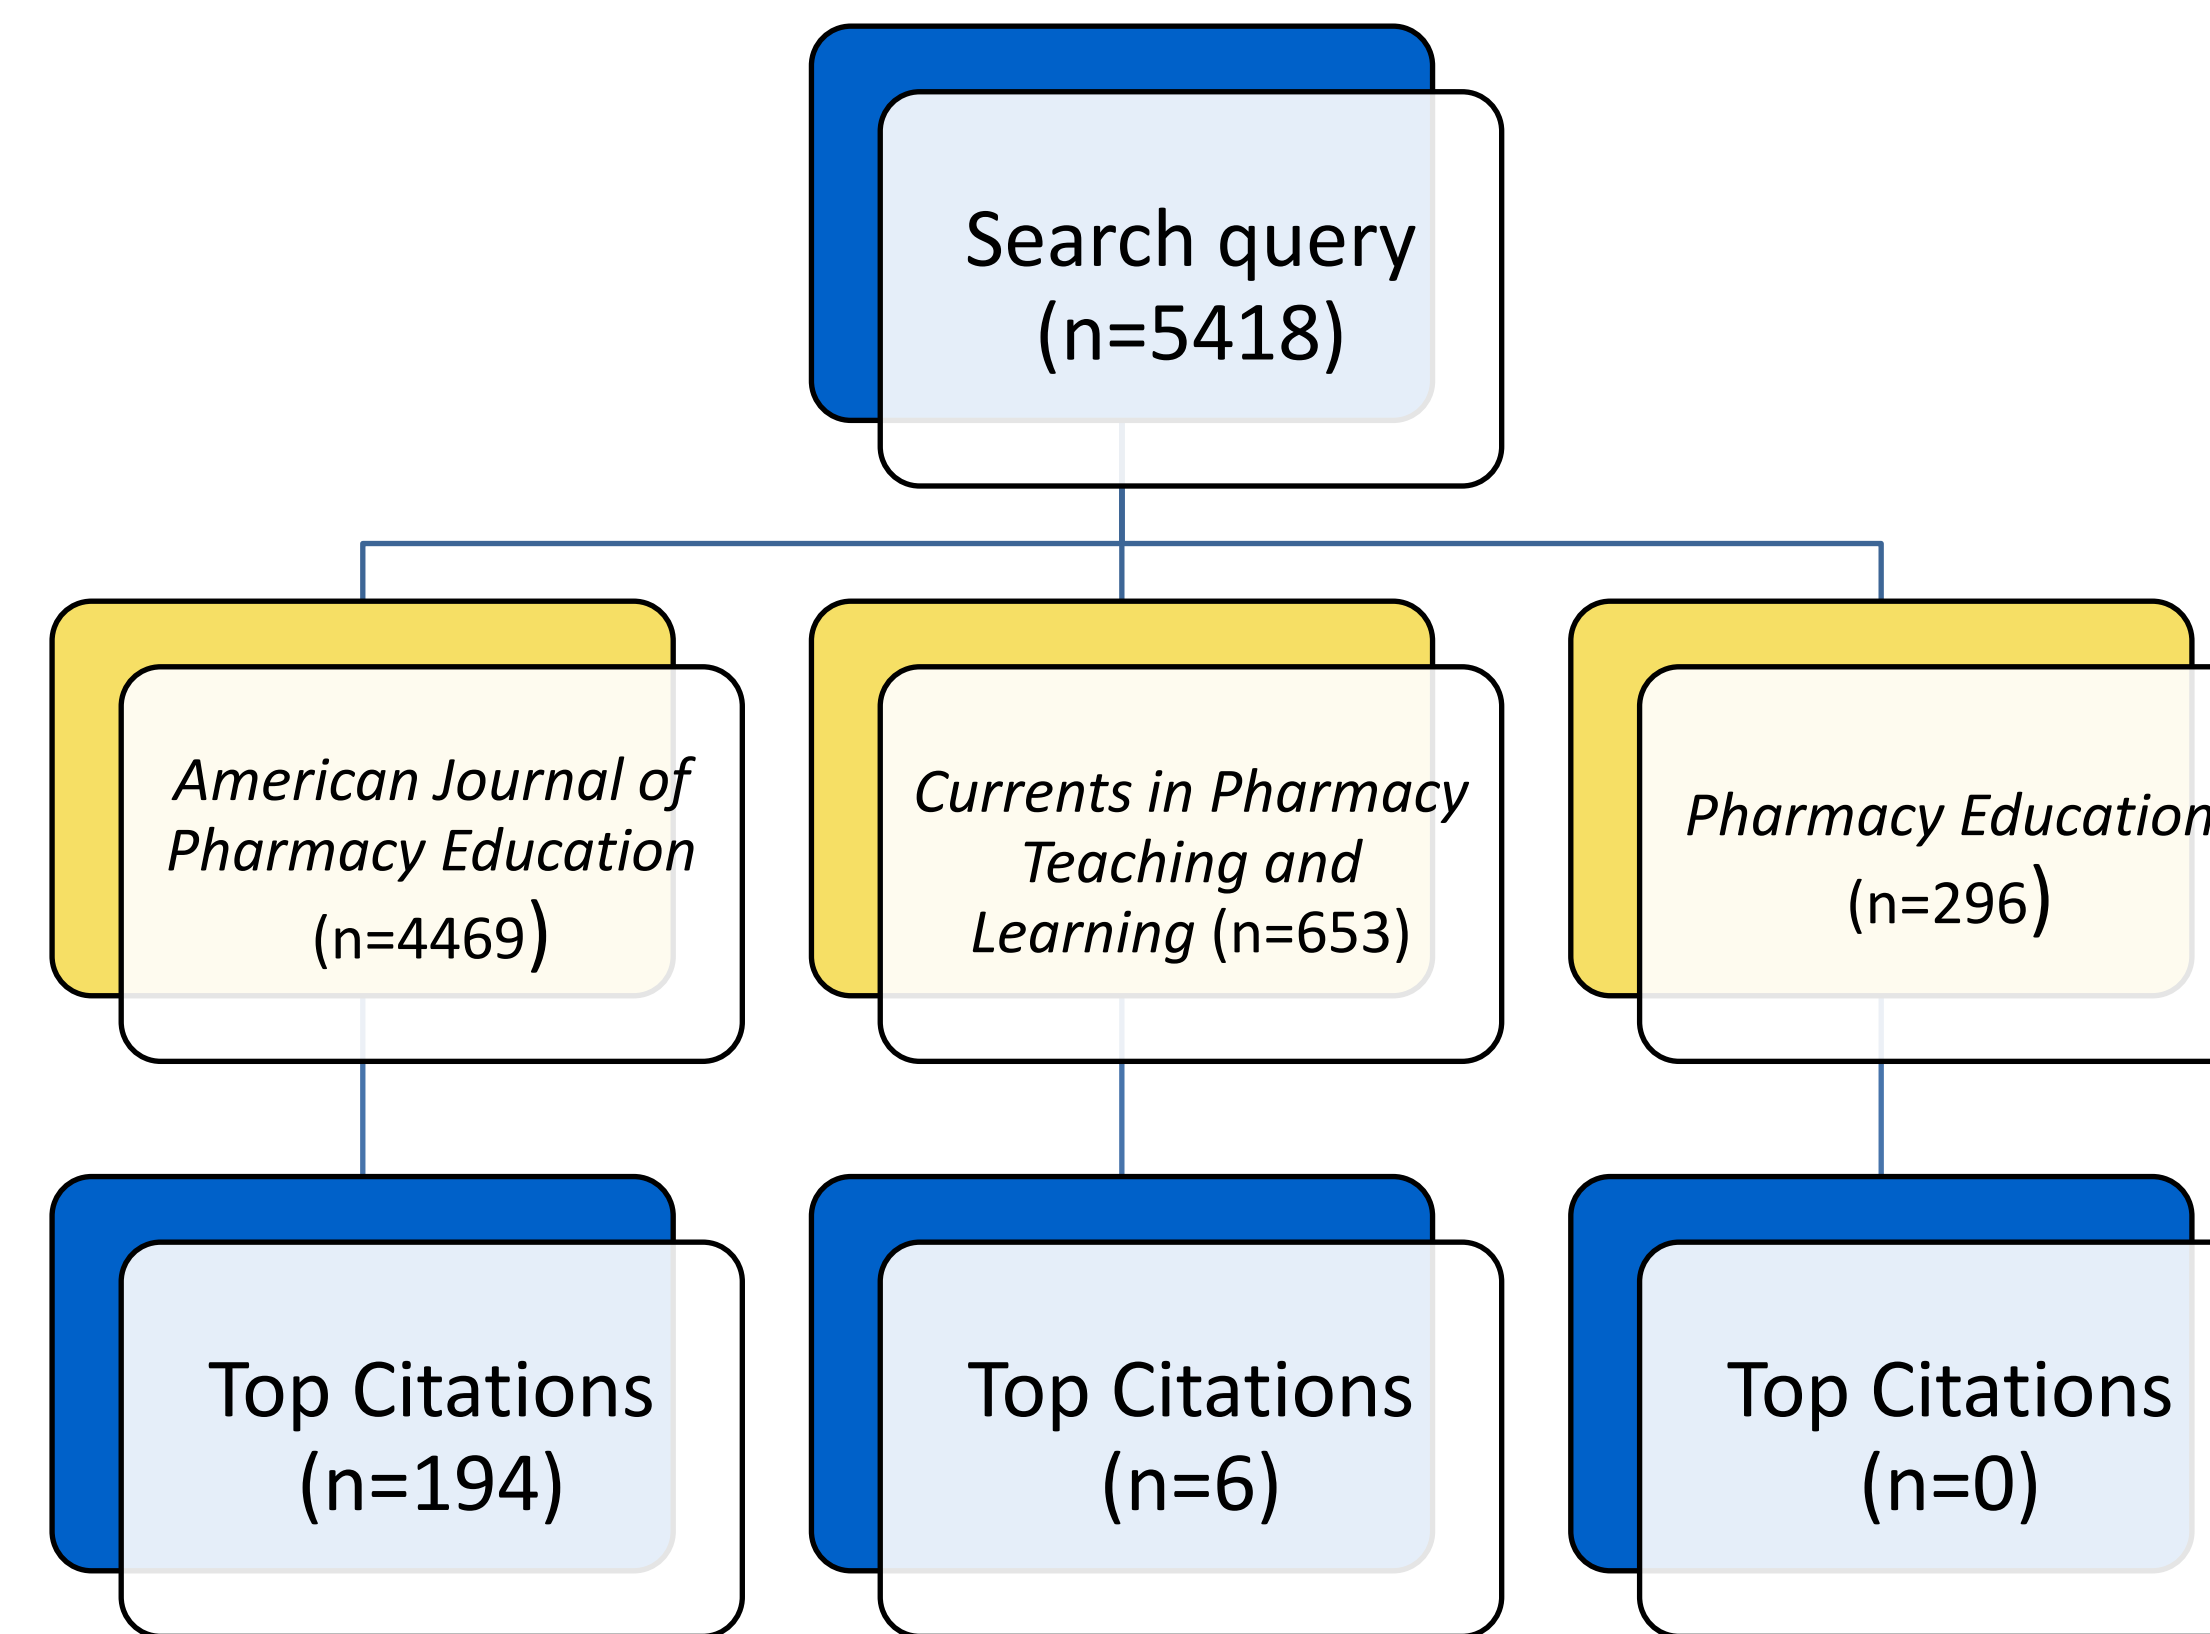 Search query
(n=5418)
American Journal of
Pharmacy Education
(n=4469)
Currents in Pharmacy
Teaching and
Learning (n=653)
Pharmacy Education
(n=296)
Top Citations
(n=194)
Top Citations
(n=6)
Top Citations
(n=0)